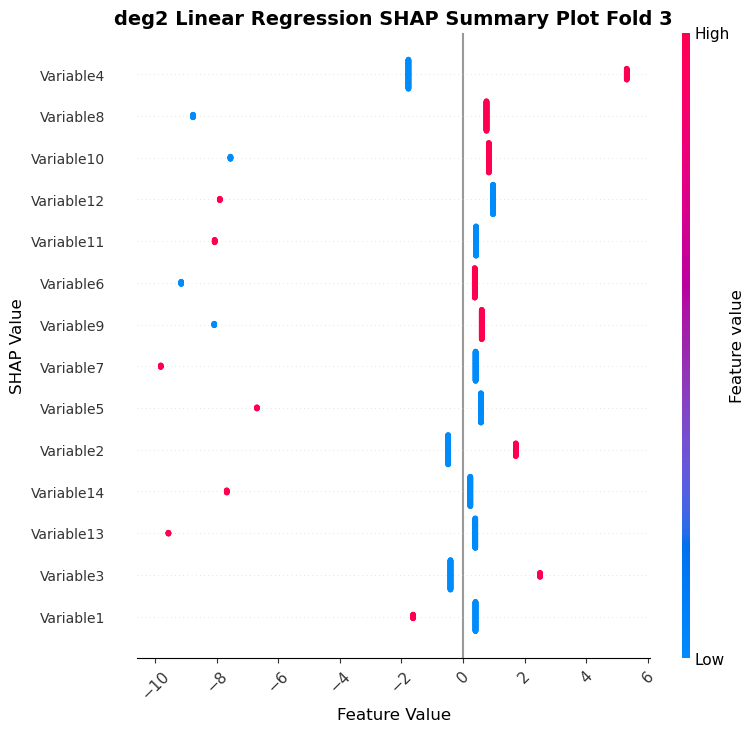 deg2 Linear Regression SHAP Summary Plot Fold 3
High
Variable4
Variable8
Variable10
Variable12
Variable11
Variable6
Variable9
Variable7
Variable5
Variable2
Variable14
Variable13
Variable3
Variable1
SHAP Value
Feature value
Low
−10
−8
−6
−4
−2
0
2
4
6
Feature Value